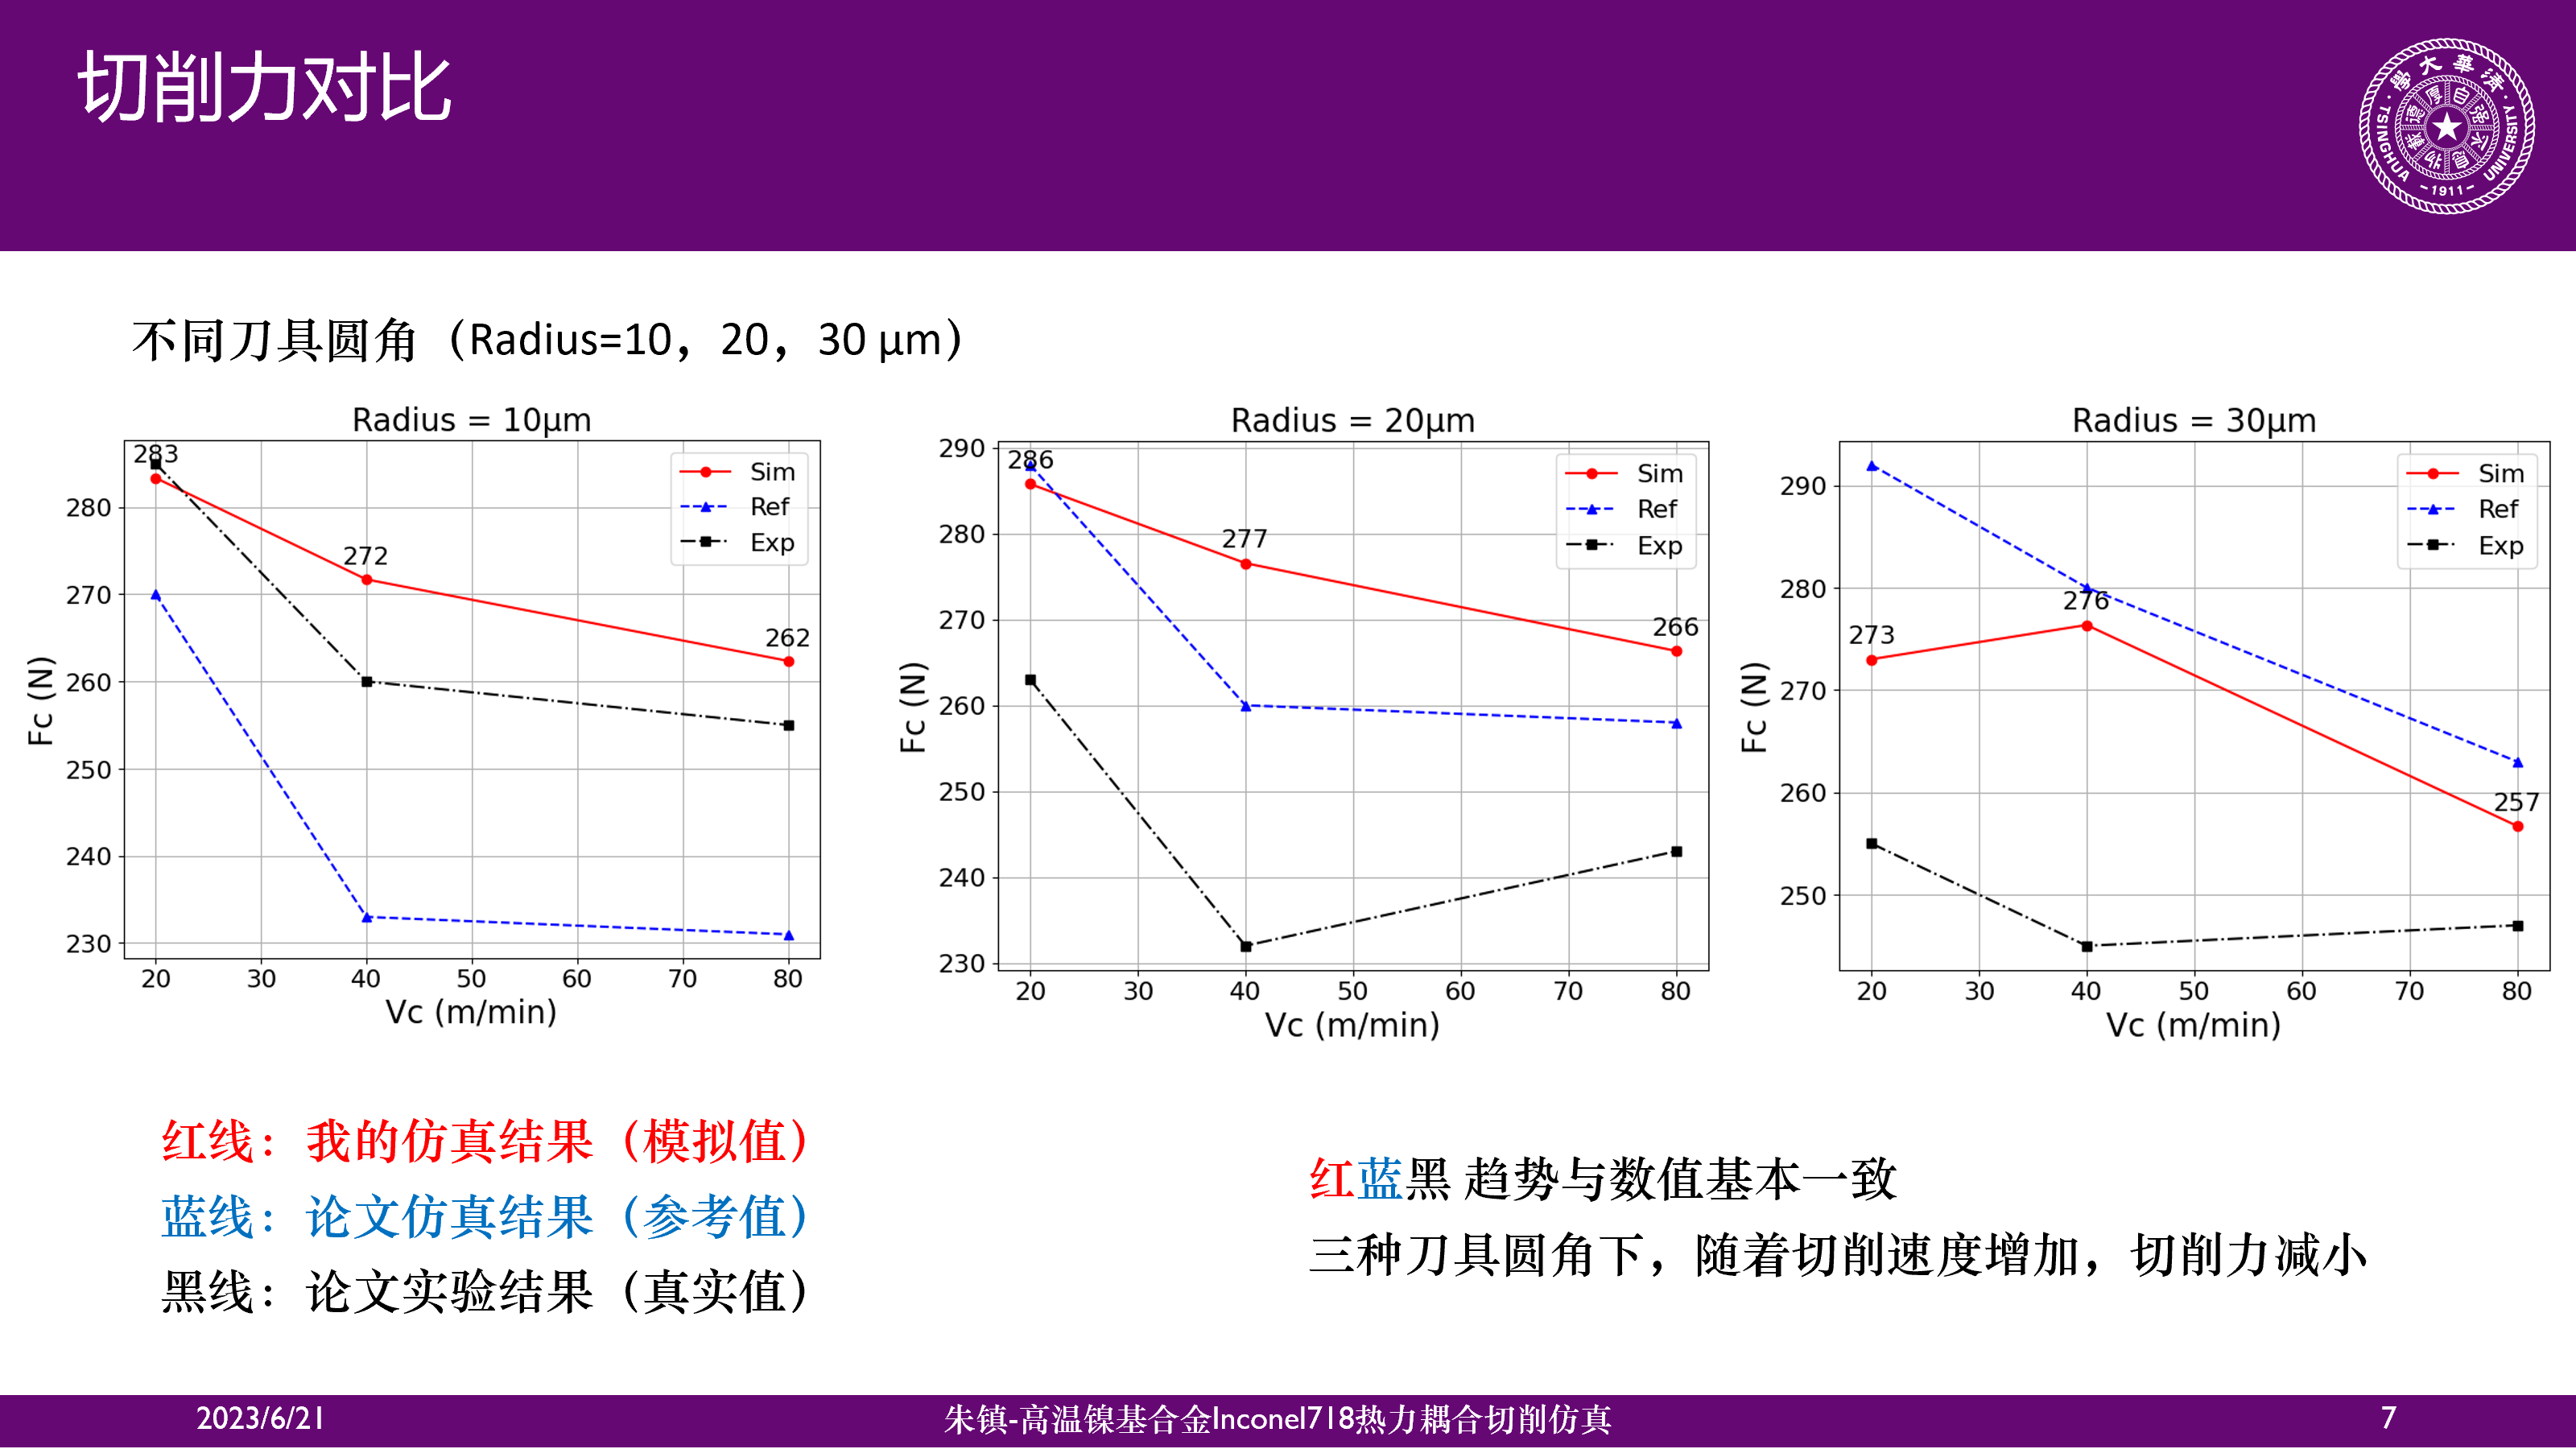 切削力对比
清華大學
自强不息
厚德載物
TSINGHUA UNIVERSITY
－1911－
不同刀具圆角（Radius=10，20，30 μm）
Radius = 10μm
283
272
262
Sim
Ref
Exp
280
270
260
250
240
230
Fc (N)
20 30 40 50 60 70 80
Vc (m/min)
Radius = 20μm
286
277
266
Sim
Ref
Exp
290
280
270
260
250
240
230
Fc (N)
20 30 40 50 60 70 80
Vc (m/min)
Radius = 30μm
273
276
257
Sim
Ref
Exp
290
280
270
260
250
Fc (N)
20 30 40 50 60 70 80
Vc (m/min)
红线：我的仿真结果（模拟值）
蓝线：论文仿真结果（参考值）
黑线：论文实验结果（真实值）
红蓝黑 趋势与数值基本一致
三种刀具圆角下，随着切削速度增加，切削力减小
2023/6/21
朱镇-高温镍基合金Inconel718热力耦合切削仿真
7